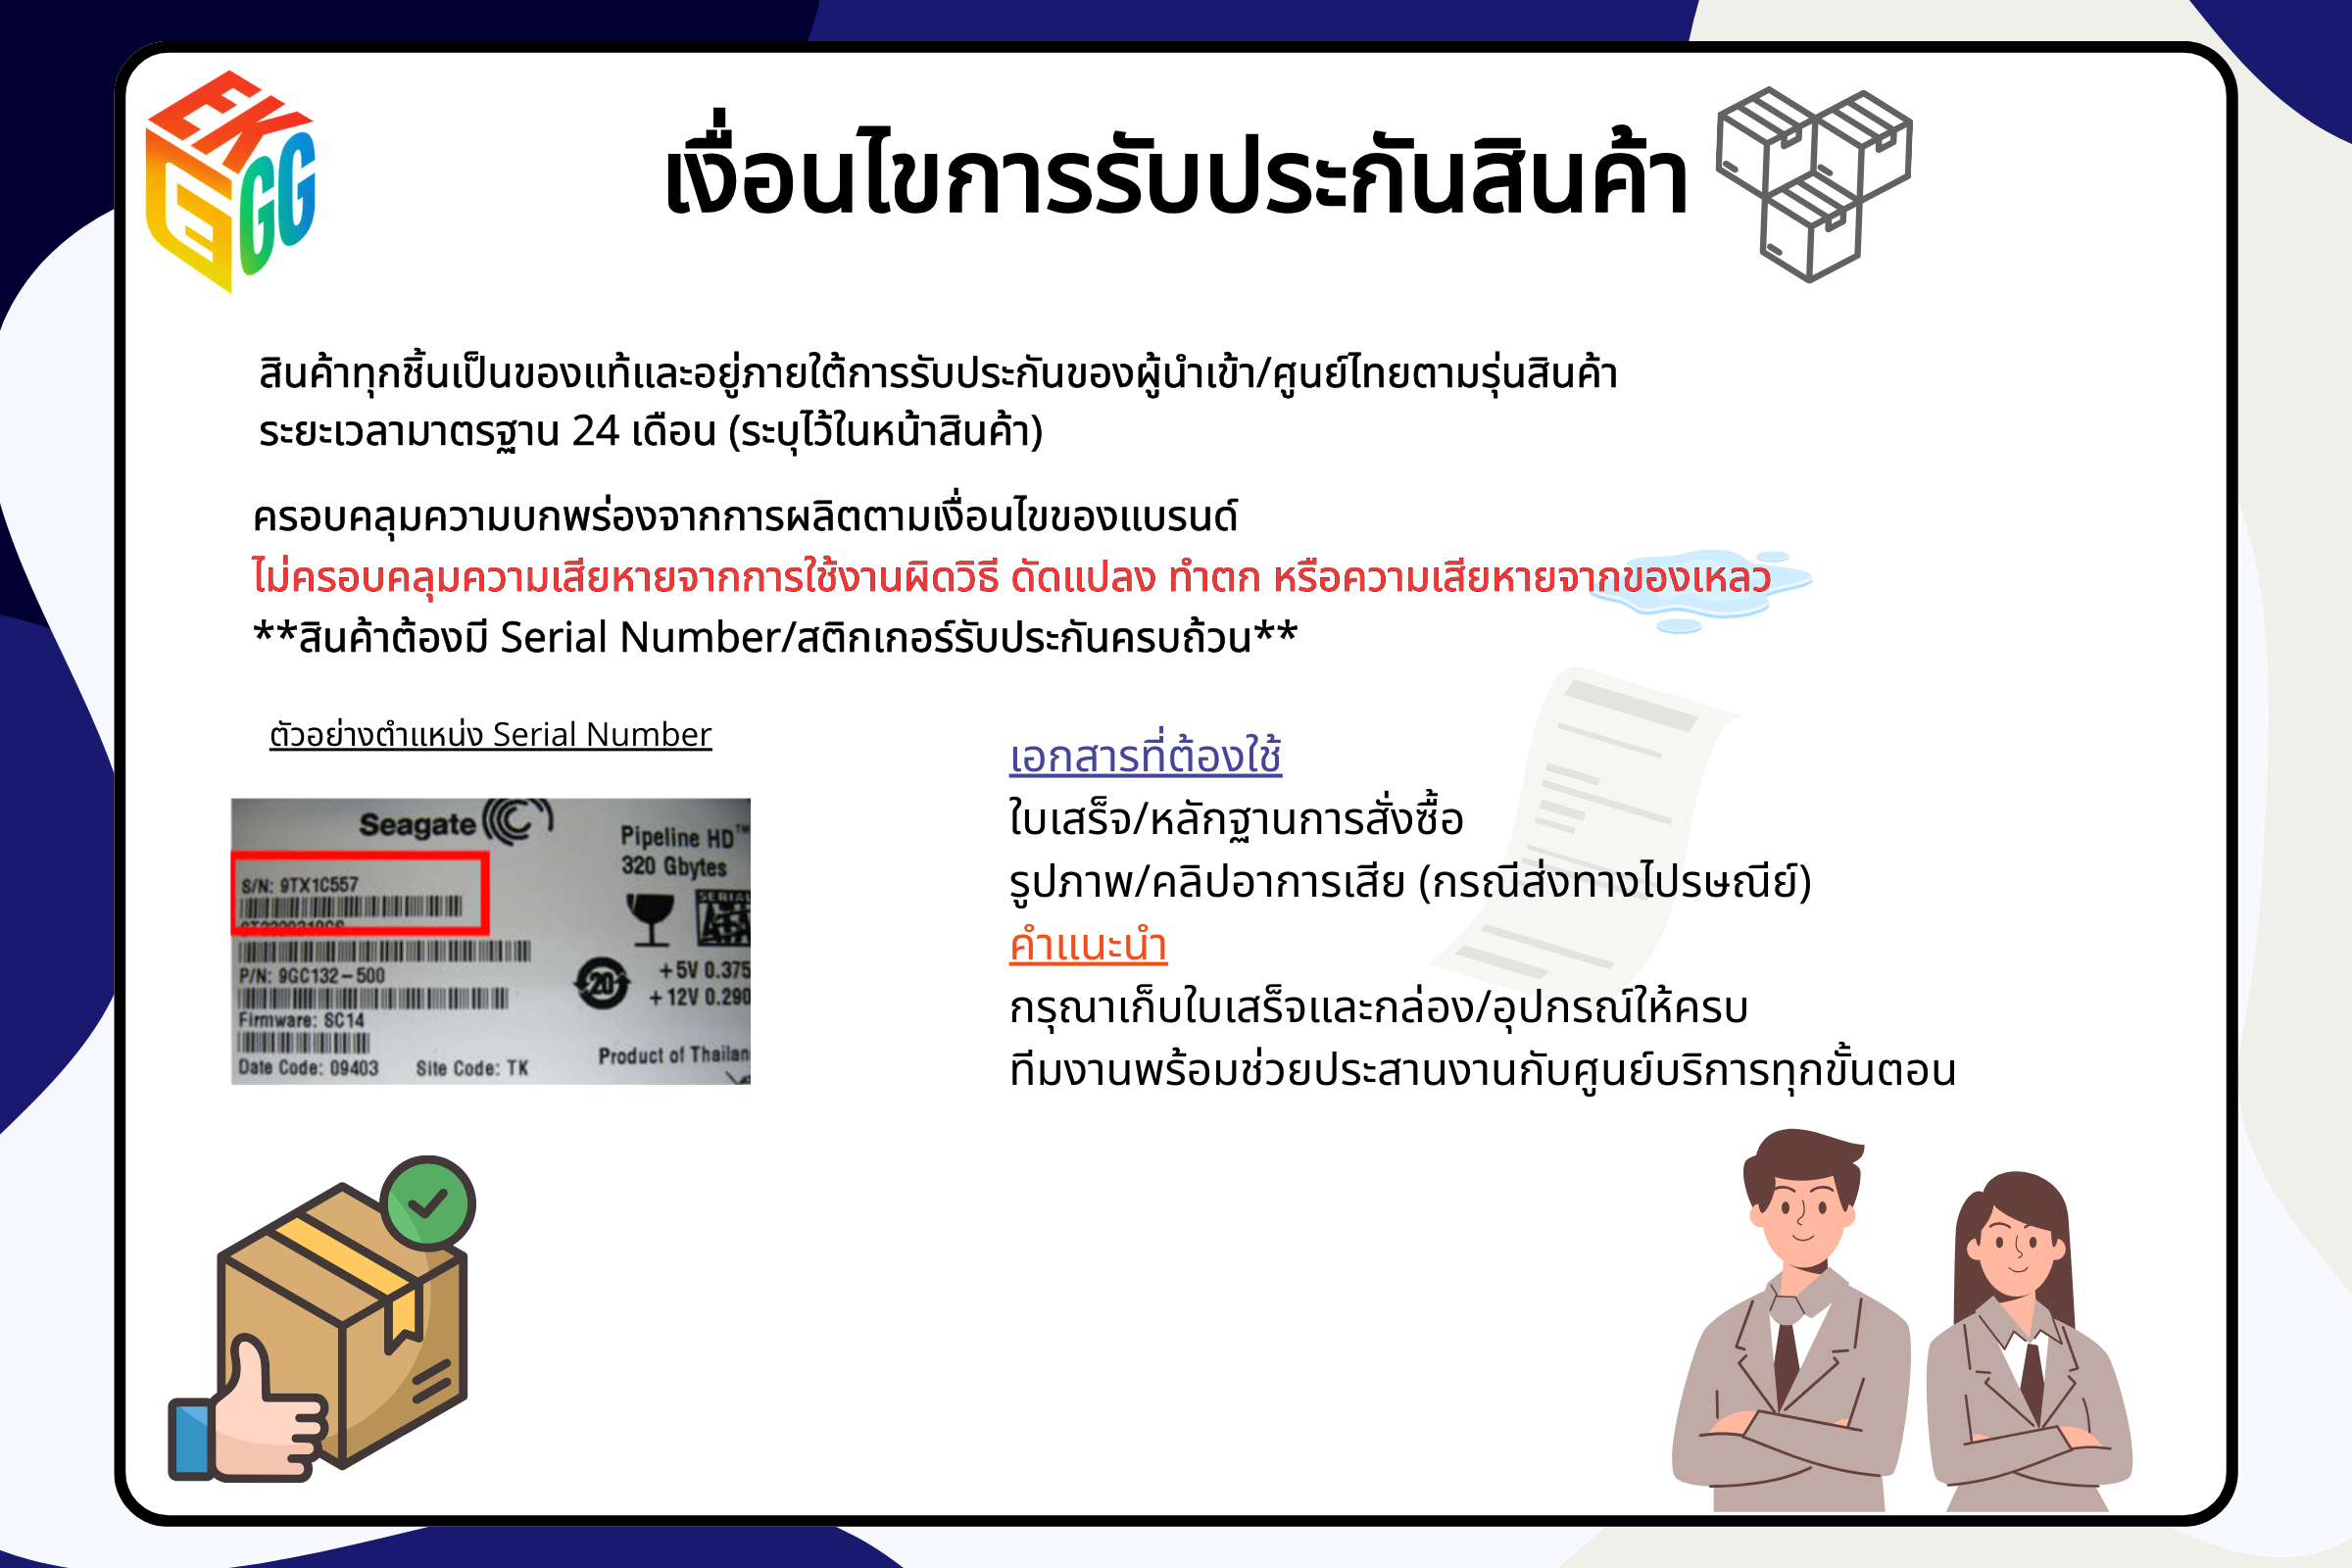 EK
G
GG
เงื่อนไขการรับประกันสินค้า
สินค้าทุกชิ้นเป็นของแท้และอยู่ภายใต้การรับประกันของผู้นำเข้า/ศูนย์ไทยตามรุ่นสินค้า
ระยะเวลามาตรฐาน 24 เดือน (ระบุไว้ในหน้าสินค้า)
ครอบคลุมความบกพร่องจากการผลิตตามเงื่อนไขของแบรนด์
ไม่ครอบคลุมความเสียหายจากการใช้งานผิดวิธี ดัดแปลง ทำตก หรือความเสียหายจากของเหลว
**สินค้าต้องมี Serial Number/สติกเกอร์รับประกันครบถ้วน**
ตัวอย่างตำแหน่ง Serial Number
Seagate
Pipeline HD™
320 Gbytes
S/N: 9TX1C557
SERIAL
ATA
P/N: 9GC132-500
20
+5V 0.375
+12V 0.290
Firmware: SC14
Date Code: 09403 Site Code: TK
Product of Thailan
เอกสารที่ต้องใช้
ใบเสร็จ/หลักฐานการสั่งซื้อ
รูปภาพ/คลิปอาการเสีย (กรณีส่งทางไปรษณีย์)
คำแนะนำ
กรุณาเก็บใบเสร็จและกล่อง/อุปกรณ์ให้ครบ
ทีมงานพร้อมช่วยประสานงานกับศูนย์บริการทุกขั้นตอน